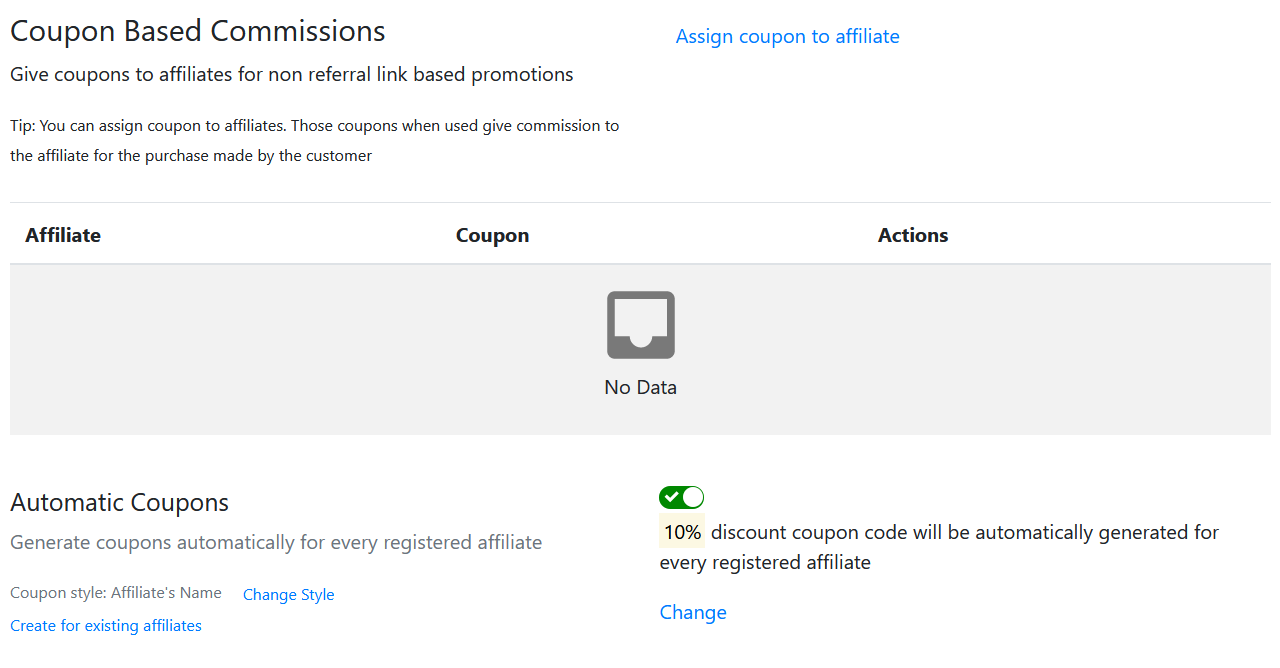 Coupon Based Commissions
Assign coupon to affiliate
Give coupons to affiliates for non referral link based promotions
Tip: You can assign coupon to affiliates. Those coupons when used give commission to
the affiliate for the purchase made by the customer
Affiliate Coupon Actions
No Data
Automatic Coupons
Generate coupons automatically for every registered affiliate
Coupon style: Affiliate's Name Change Style
Create for existing affiliates
10% discount coupon code will be automatically generated for
every registered affiliate
Change